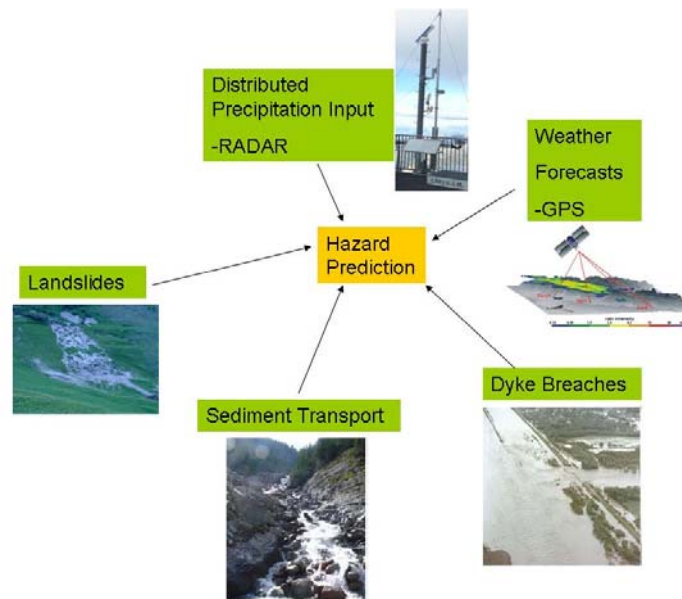 Distributed
Precipitation Input
-RADAR
Weather
Forecasts
-GPS
Hazard
Prediction
Landslides
Sediment Transport
Dyke Breaches